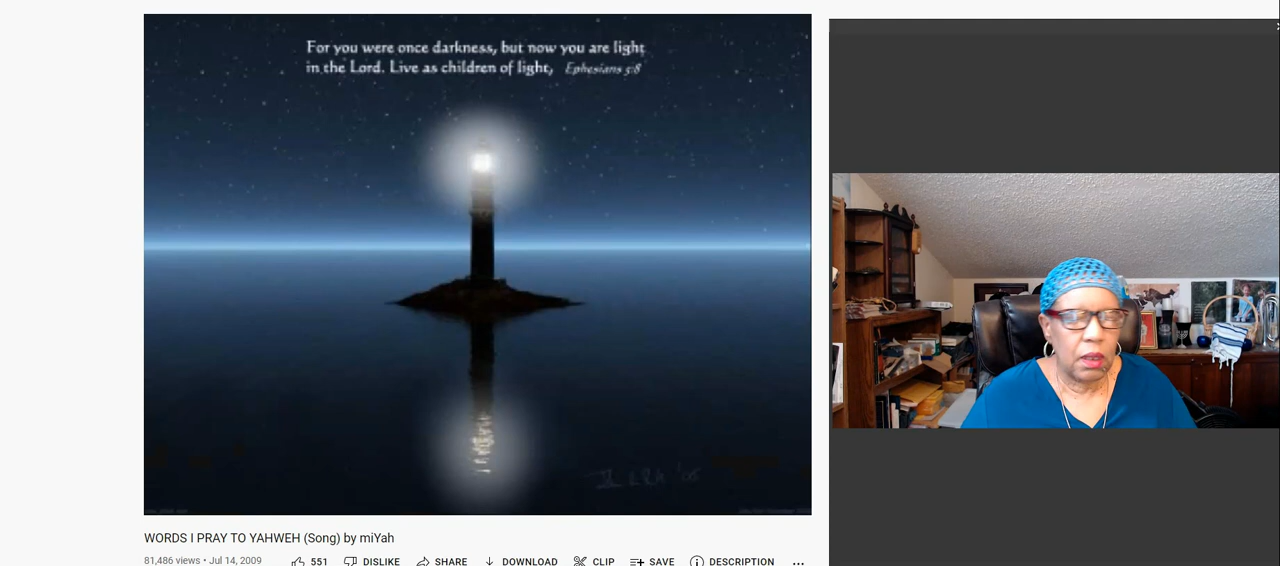 For you were once darkness, but now you are light
in the Lord. Live as children of light, Ephesians 5:8
WORDS I PRAY TO YAHWEH (Song) by miYah
81,486 views • Jul 14, 2009 551 DISLIKE SHARE DOWNLOAD CLIP SAVE DESCRIPTION ...